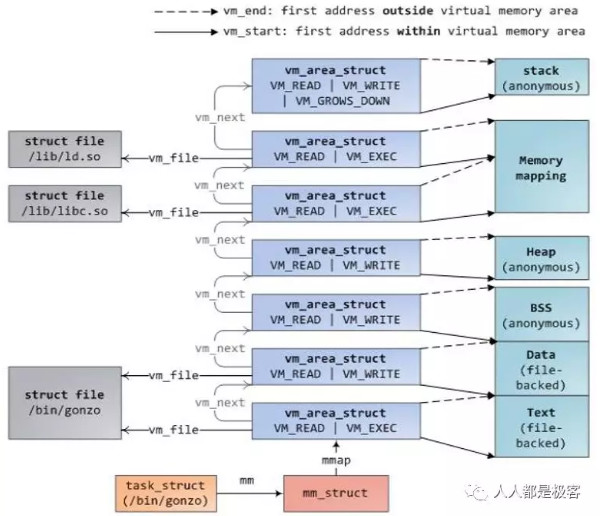 vm_end: first address outside virtual memory area
vm_start: first address within virtual memory area
vm_area_struct
VM_READ | VM_WRITE
| VM_GROWS_DOWN
stack
(anonymous)
vm_next
struct file
/lib/ld.so
vm_file
vm_area_struct
VM_READ | VM_EXEC
Memory
mapping
vm_next
struct file
/lib/libc.so
vm_file
vm_area_struct
VM_READ | VM_EXEC
vm_next
vm_area_struct
VM_READ | VM_WRITE
Heap
(anonymous)
vm_next
vm_area_struct
VM_READ | VM_WRITE
BSS
(anonymous)
vm_next
struct file
/bin/gonzo
vm_file
vm_area_struct
VM_READ | VM_WRITE
Data
(file-
backed)
vm_next
vm_file
vm_area_struct
VM_READ | VM_EXEC
Text
(file-
backed)
mmap
task_struct
(/bin/gonzo)
mm
mm_struct
人人都是极客